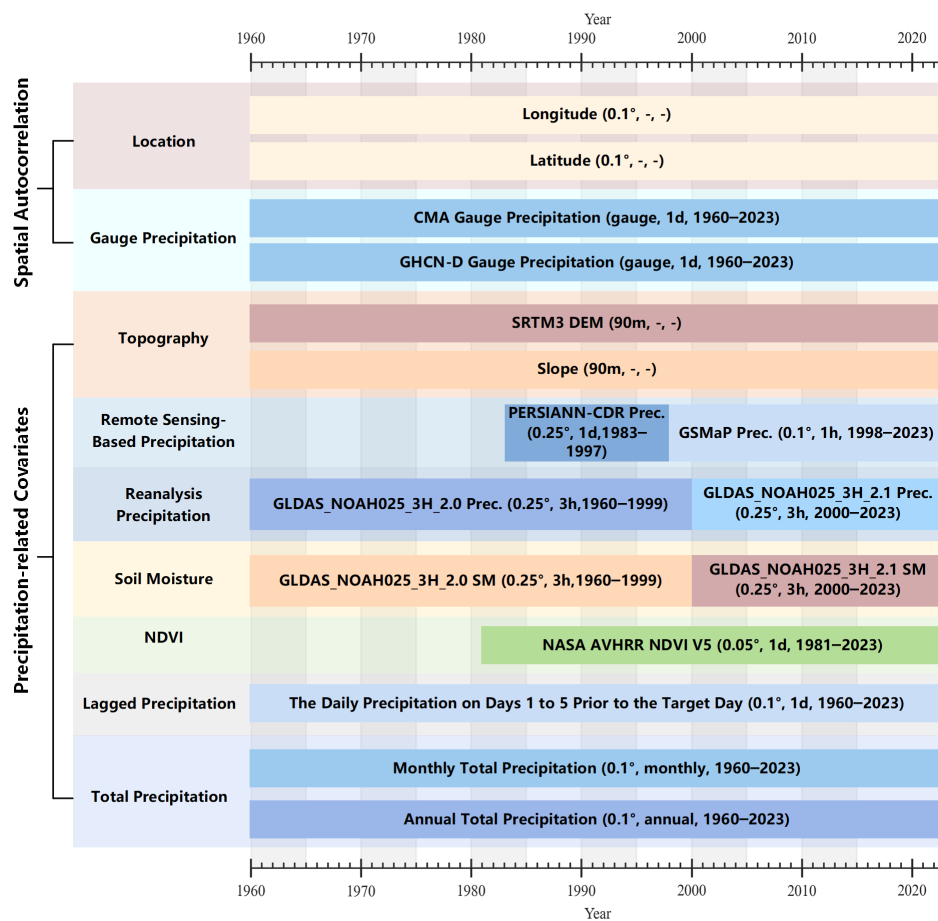 Year
1960 1970 1980 1990 2000 2010 2020
Spatial Autocorrelation
Location
Longitude (0.1°, -, -)
Latitude (0.1°, -, -)
Gauge Precipitation
CMA Gauge Precipitation (gauge, 1d, 1960–2023)
GHCN-D Gauge Precipitation (gauge, 1d, 1960–2023)
Precipitation-related Covariates
Topography
SRTM3 DEM (90m, -, -)
Slope (90m, -, -)
Remote Sensing-
Based Precipitation
PERSIANN-CDR Prec.
(0.25°, 1d,1983–
1997)
GSMaP Prec. (0.1°, 1h, 1998–2023)
Reanalysis
Precipitation
GLDAS_NOAH025_3H_2.0 Prec. (0.25°, 3h,1960–1999)
GLDAS_NOAH025_3H_2.1 Prec.
(0.25°, 3h, 2000–2023)
Soil Moisture
GLDAS_NOAH025_3H_2.0 SM (0.25°, 3h,1960–1999)
GLDAS_NOAH025_3H_2.1 SM
(0.25°, 3h, 2000–2023)
NDVI
NASA AVHRR NDVI V5 (0.05°, 1d, 1981–2023)
Lagged Precipitation
The Daily Precipitation on Days 1 to 5 Prior to the Target Day (0.1°, 1d, 1960–2023)
Total Precipitation
Monthly Total Precipitation (0.1°, monthly, 1960–2023)
Annual Total Precipitation (0.1°, annual, 1960–2023)
1960 1970 1980 1990 2000 2010 2020
Year